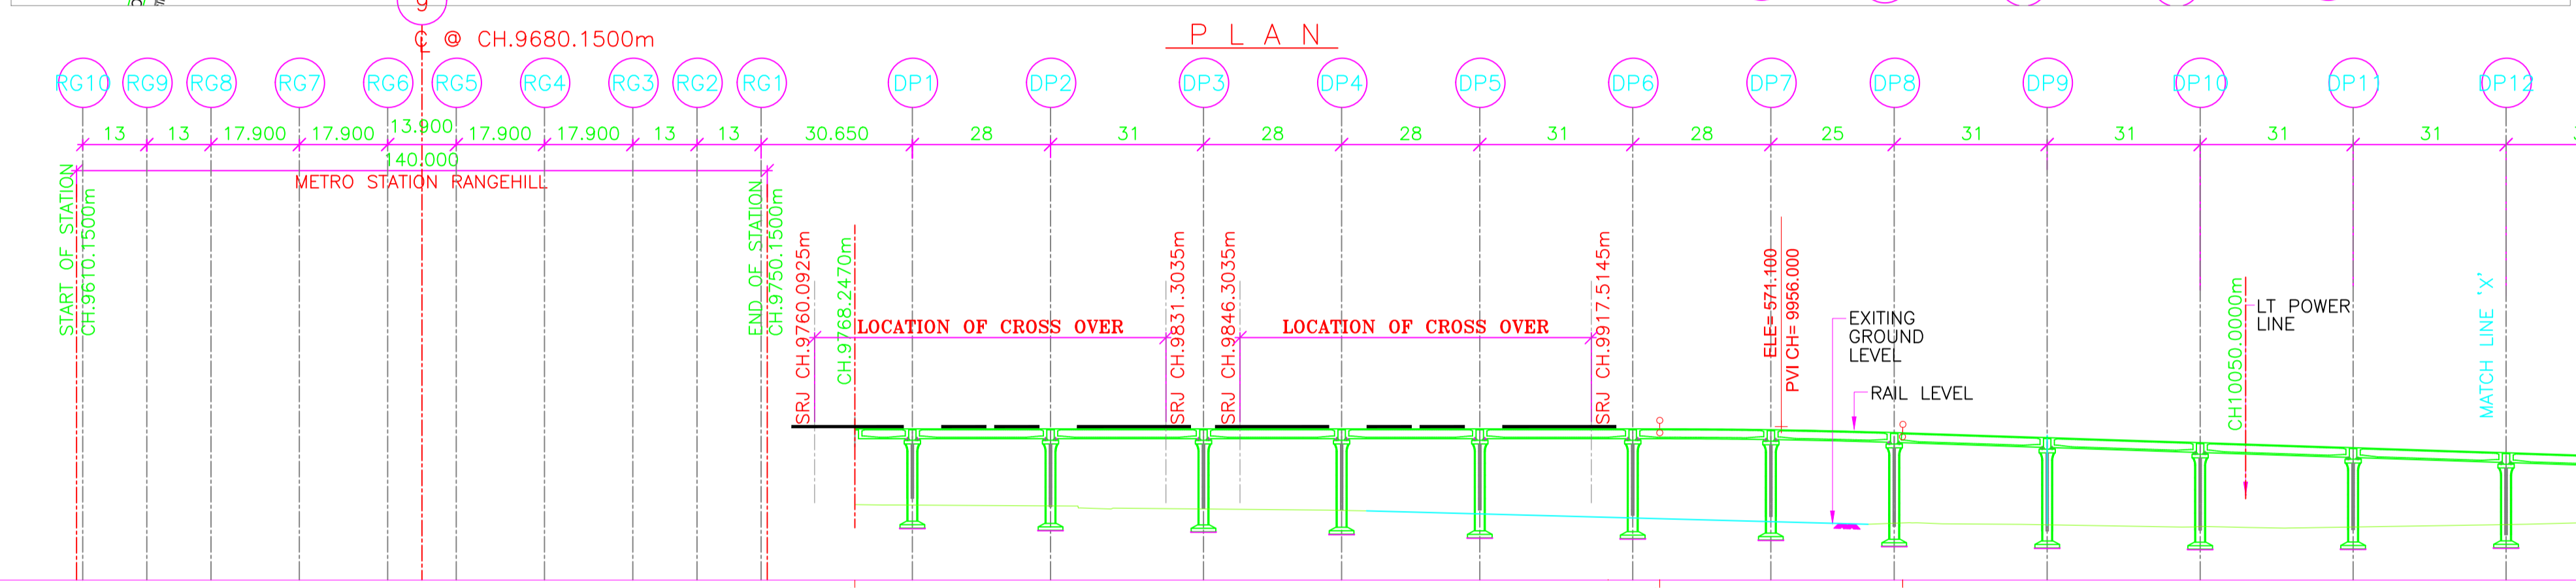 9
℄ @ CH.9680.1500m
P L A N
RG10 RG9 RG8 RG7 RG6 RG5 RG4 RG3 RG2 RG1 DP1 DP2 DP3 DP4 DP5 DP6 DP7 DP8 DP9 DP10 DP11 DP12
13 13 17.900 17.900 13.900 17.900 17.900 13 13 30.650 28 31 28 28 31 28 25 31 31 31 31
140.000
METRO STATION RANGEHILL
START OF STATION
CH.9610.1500m
END OF STATION
CH.9750.1500m
SRJ CH.9760.0925m
CH.9768.2470m
LOCATION OF CROSS OVER
SRJ CH.9831.3035m
SRJ CH.9846.3035m
LOCATION OF CROSS OVER
SRJ CH.9917.5145m
ELE= 571.100
PVI CH= 9956.000
EXITING
GROUND
LEVEL
RAIL LEVEL
CH10050.0000m
LT POWER
LINE
MATCH LINE 'X'